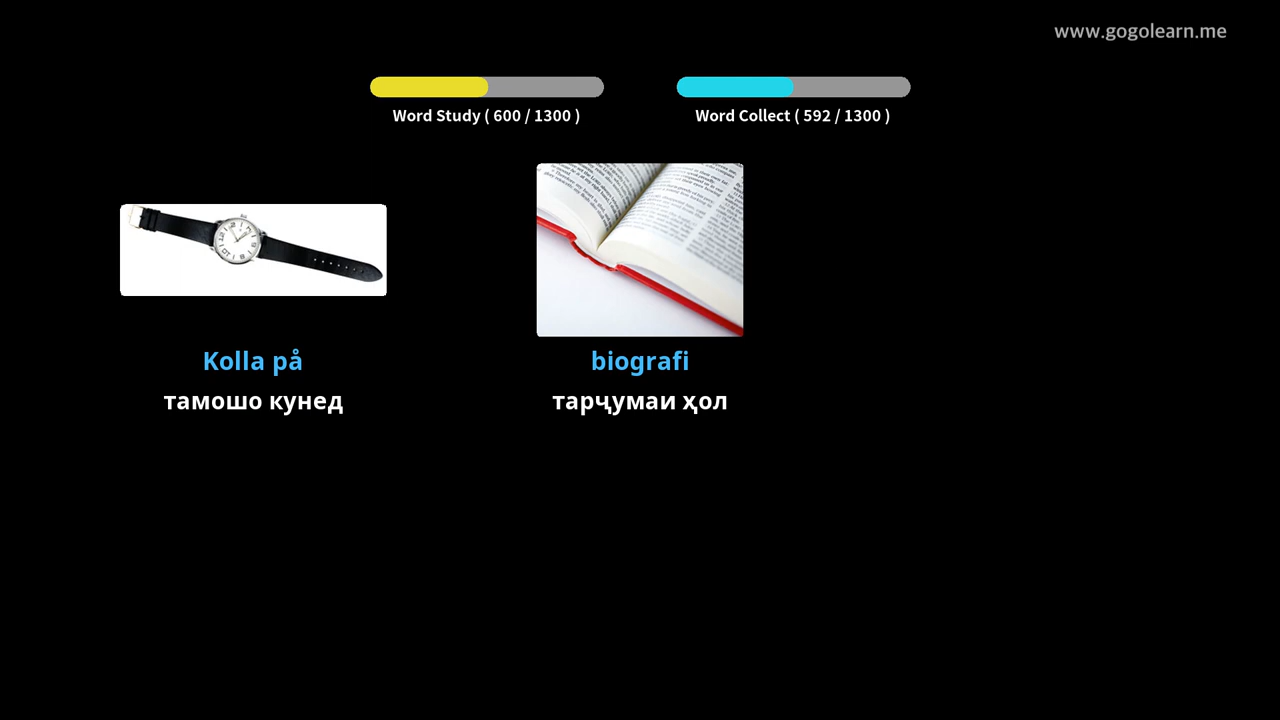 www.gogolearn.me
Word Study ( 600 / 1300 )
Word Collect ( 592 / 1300 )
Kolla på
тамошо кунед
biografi
тарҷумаи ҳол